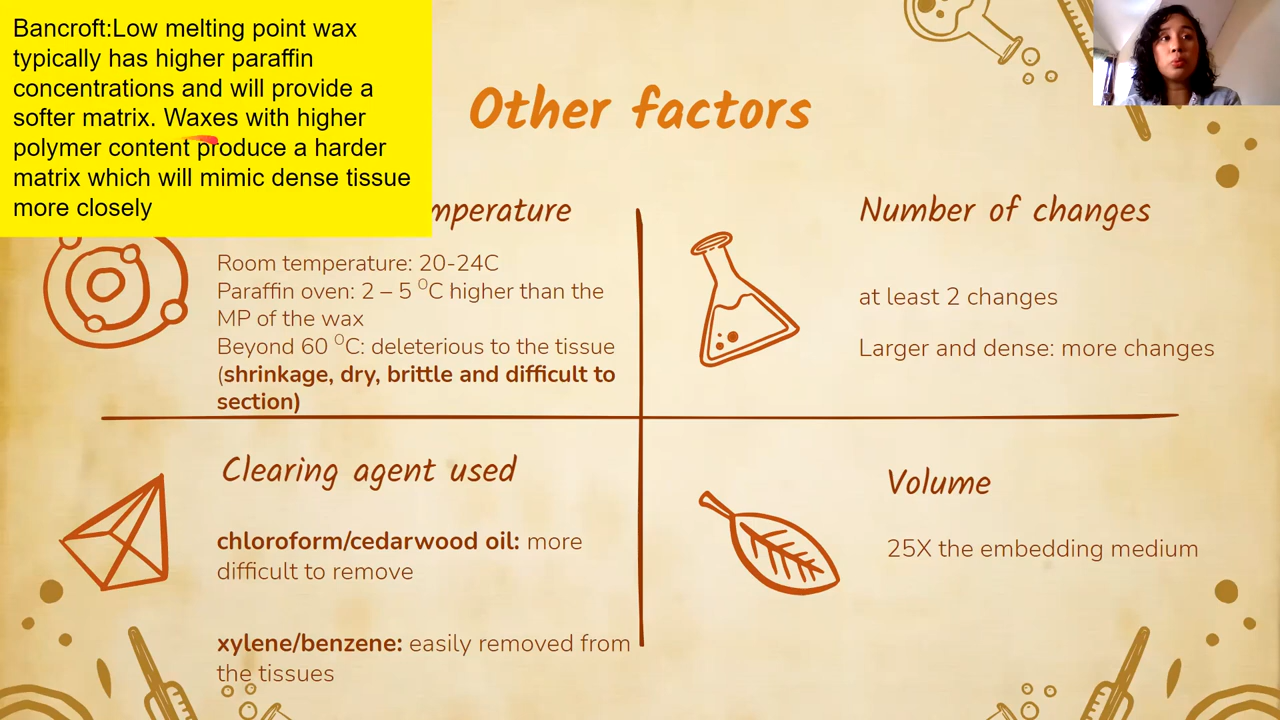 Bancroft:Low melting point wax
typically has higher paraffin
concentrations and will provide a
softer matrix. Waxes with higher
polymer content produce a harder
matrix which will mimic dense tissue
more closely
Other factors
mperature
Room temperature: 20-24C
Paraffin oven: 2 – 5 ᴼC higher than the
MP of the wax
Beyond 60 ᴼC: deleterious to the tissue
(shrinkage, dry, brittle and difficult to
section)
Number of changes
at least 2 changes
Larger and dense: more changes
Clearing agent used
chloroform/cedarwood oil: more
difficult to remove
xylene/benzene: easily removed from
the tissues
Volume
25X the embedding medium